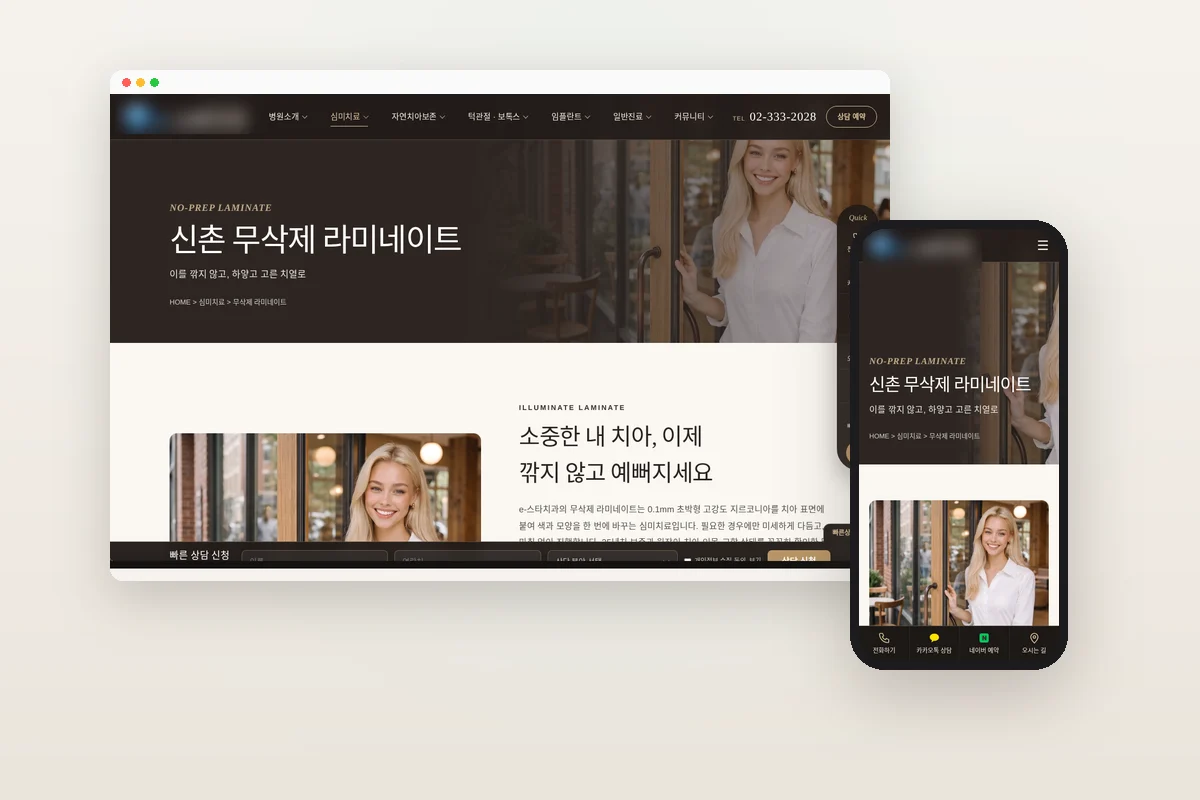 병원소개
심미치료
자연치아보존
턱관절 · 보톡스
임플란트
일반진료
커뮤니티
TEL 02-333-2028
상담 예약
NO-PREP LAMINATE
신촌 무삭제 라미네이트
이를 깎지 않고, 하얗고 고른 치열로
HOME > 심미치료 > 무삭제 라미네이트
Quick
ILLUMINATE LAMINATE
소중한 내 치아, 이제
깎지 않고 예뻐지세요
e-스타치과의 무삭제 라미네이트는 0.1mm 초박형 고강도 지르코니아를 치아 표면에
붙여 색과 모양을 한 번에 바꾸는 심미치료입니다. 필요한 경우에만 미세하게 다듬고,
빠른 상담 신청
빠른상
NO-PREP LAMINATE
신촌 무삭제 라미네이트
이를 깎지 않고, 하얗고 고른 치열로
HOME > 심미치료 > 무삭제 라미네이트
전화하기
카카오톡 상담
네이버 예약
오시는 길